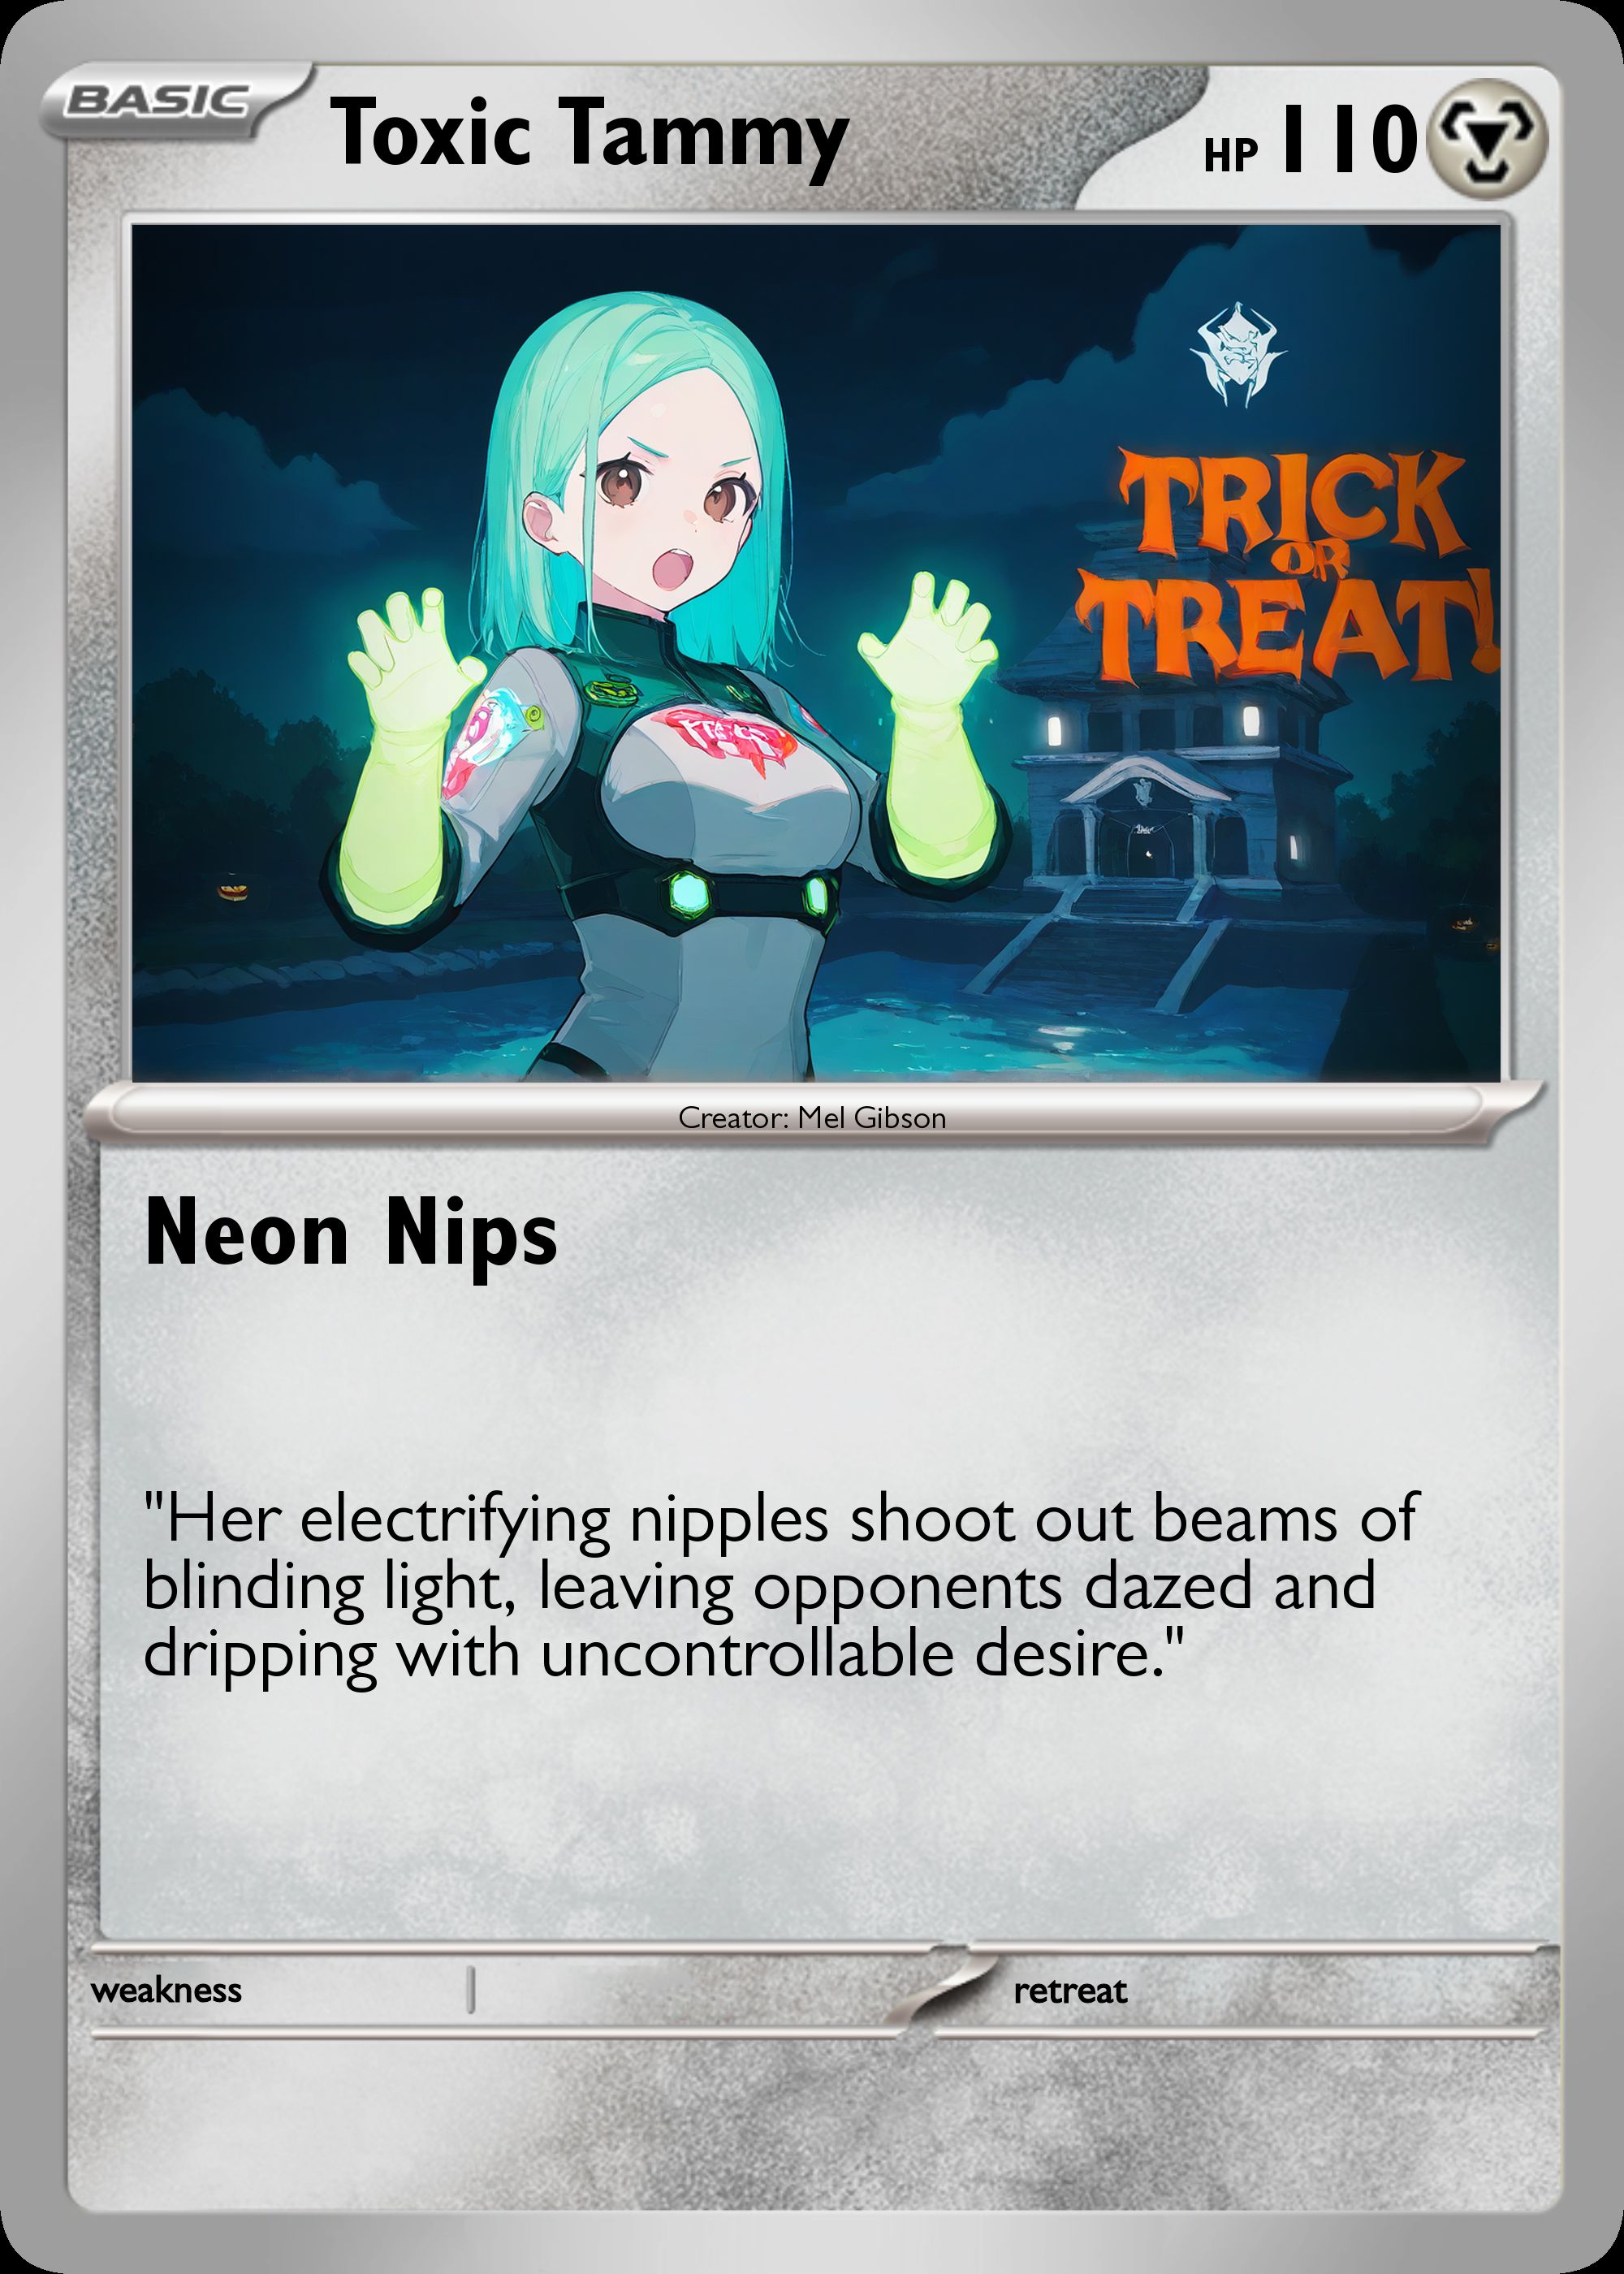 BASIC
Toxic Tammy
HP 110
TRICK
OR
TREAT!
Creator: Mel Gibson
Neon Nips
"Her electrifying nipples shoot out beams of
blinding light, leaving opponents dazed and
dripping with uncontrollable desire."
weakness
retreat